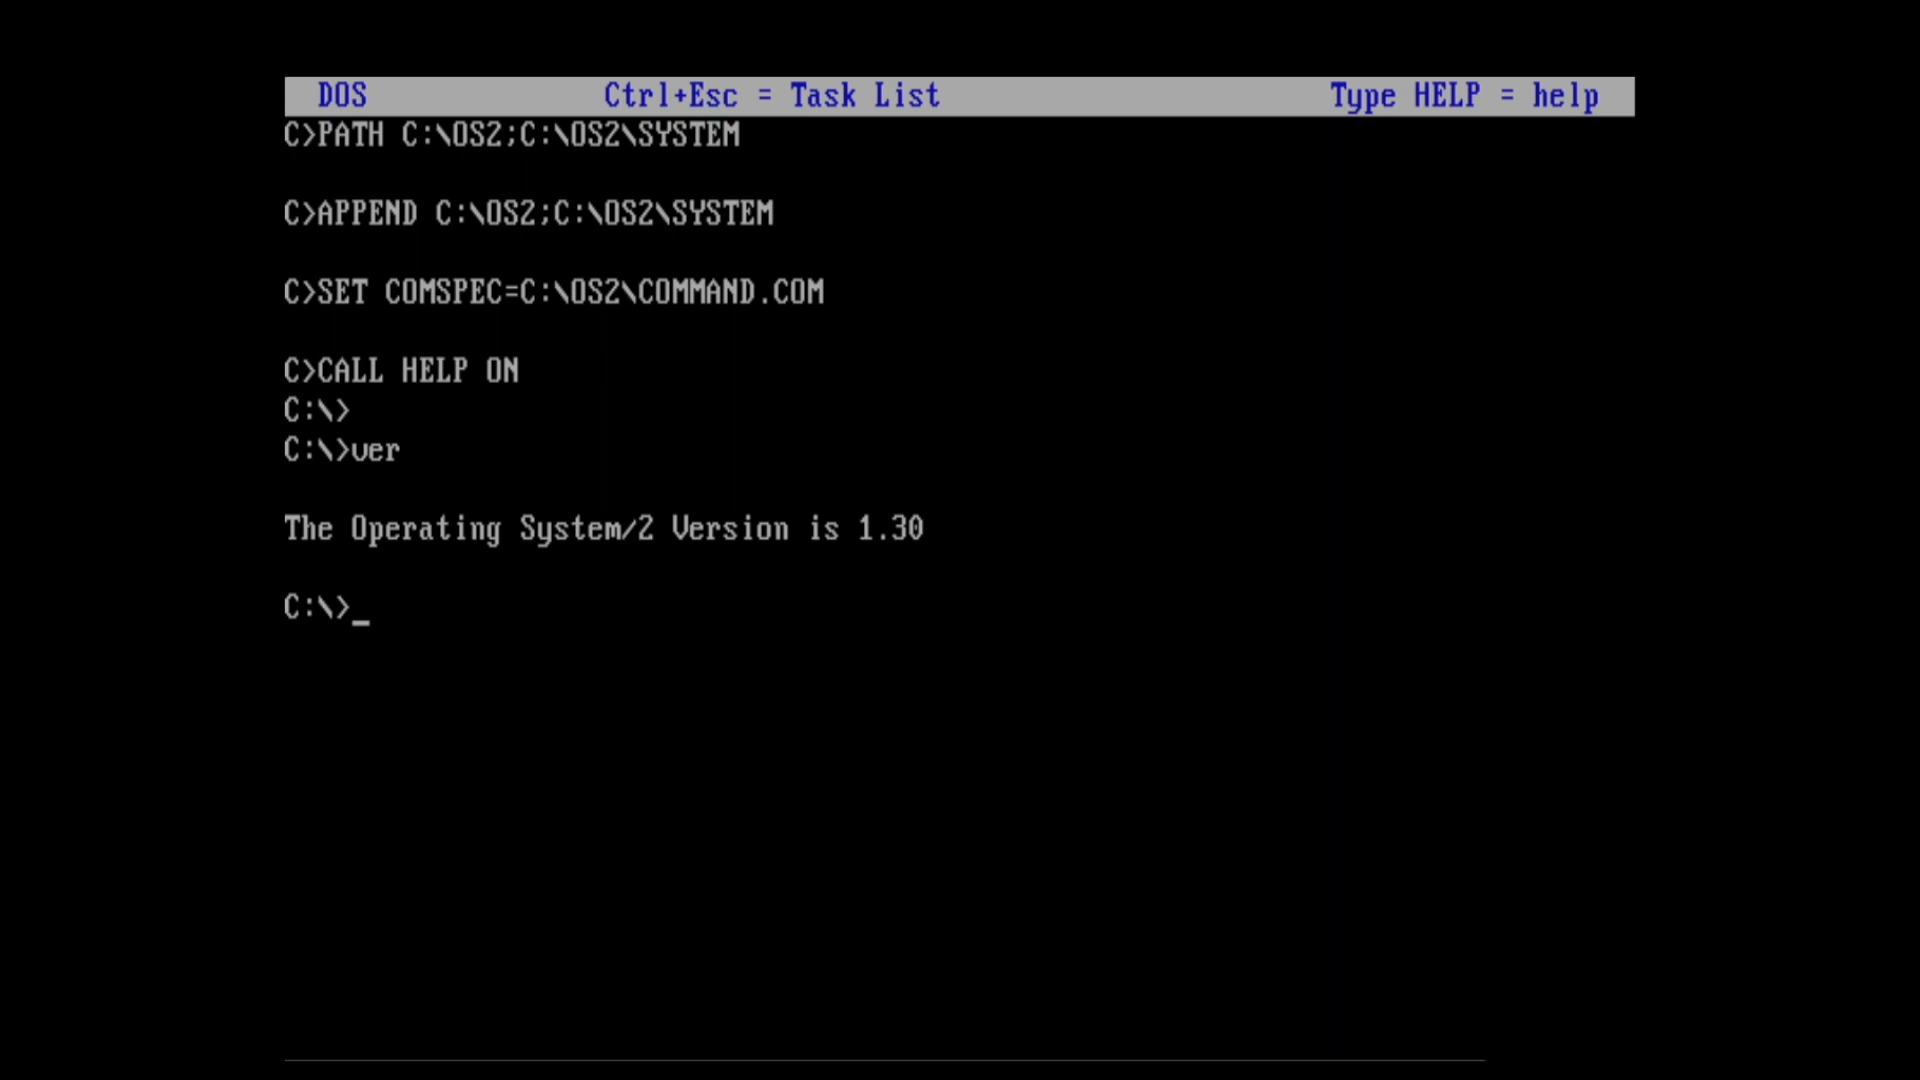 DOS Ctrl+Esc = Task List Type HELP = help
C>PATH C:\OS2;C:\OS2\SYSTEM
C>APPEND C:\OS2;C:\OS2\SYSTEM
C>SET COMSPEC=C:\OS2\COMMAND.COM
C>CALL HELP ON
C:\>
C:\>ver
The Operating System/2 Version is 1.30
C:\>_